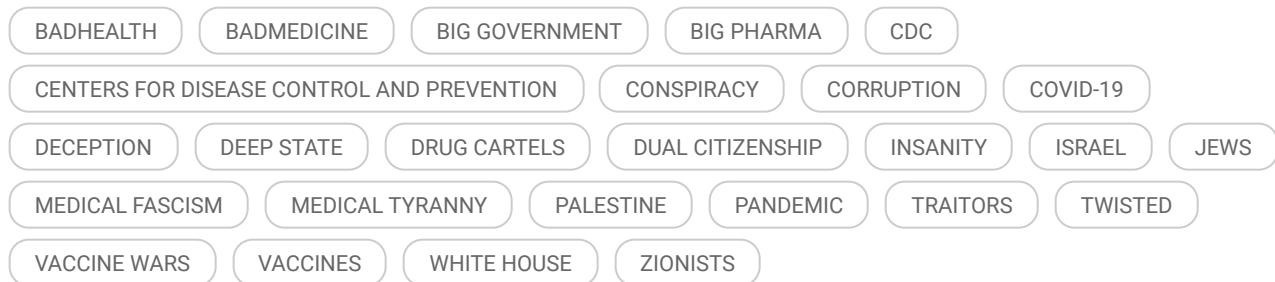 BADHEALTH BADMEDICINE BIG GOVERNMENT BIG PHARMA CDC
CENTERS FOR DISEASE CONTROL AND PREVENTION CONSPIRACY CORRUPTION COVID-19
DECEPTION DEEP STATE DRUG CARTELS DUAL CITIZENSHIP INSANITY ISRAEL JEWS
MEDICAL FASCISM MEDICAL TYRANNY PALESTINE PANDEMIC TRAITORS TWISTED
VACCINE WARS VACCINES WHITE HOUSE ZIONISTS